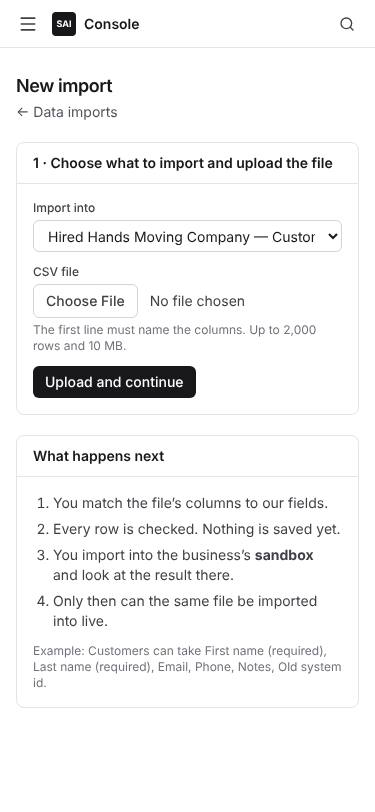 SAI Console
New import
← Data imports
1 · Choose what to import and upload the file
Import into
Hired Hands Moving Company — Custor
CSV file
Choose File No file chosen
The first line must name the columns. Up to 2,000
rows and 10 MB.
Upload and continue
What happens next
1. You match the file’s columns to our fields.
2. Every row is checked. Nothing is saved yet.
3. You import into the business’s sandbox
and look at the result there.
4. Only then can the same file be imported
into live.
Example: Customers can take First name (required),
Last name (required), Email, Phone, Notes, Old system
id.